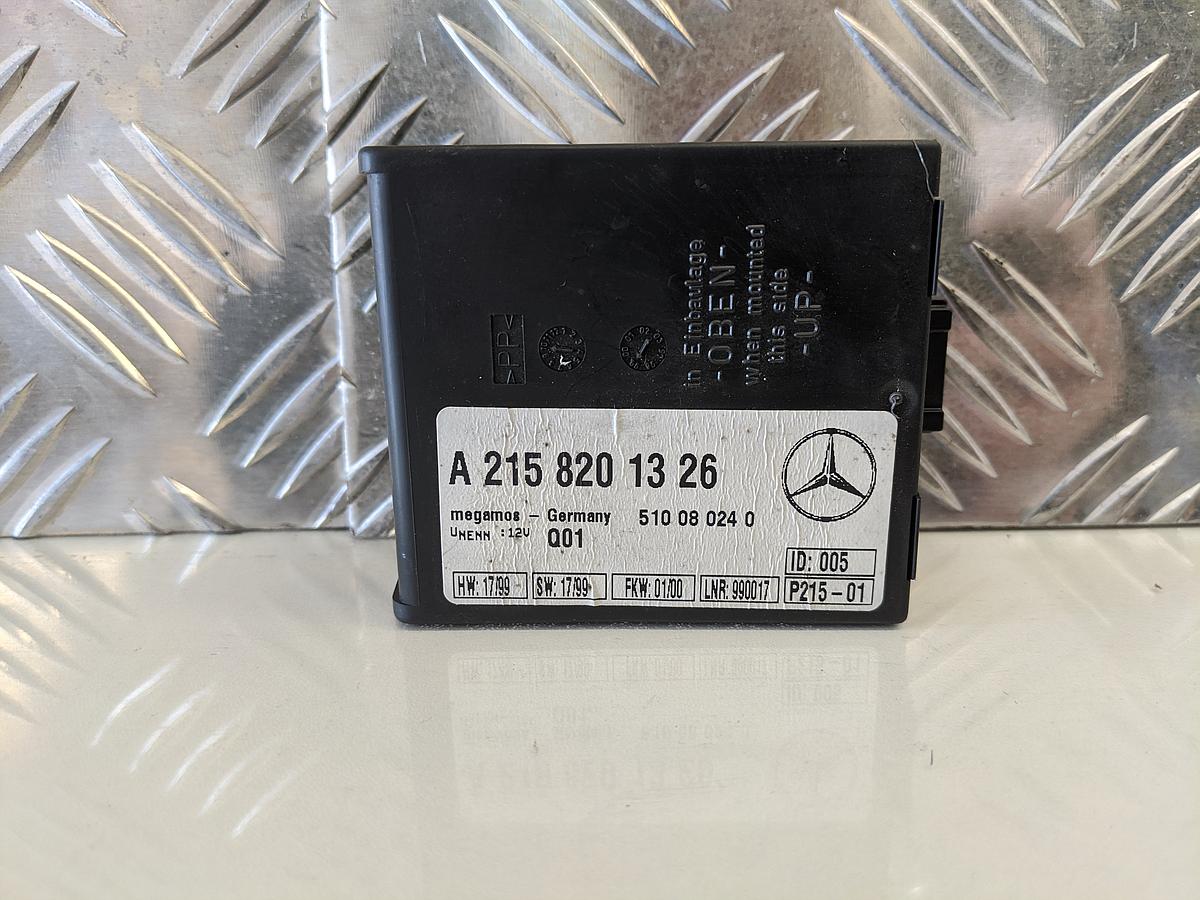 in Einbaulage
-OBEN-
when mounted
this side
-UP-
>PP<
A 215 820 13 26
megamos - Germany 510 08 024 0
UNENN :12V Q01
ID: 005
HW: 17/99 SW: 17/99 FKW: 01/00 LNR: 990017 P215-01